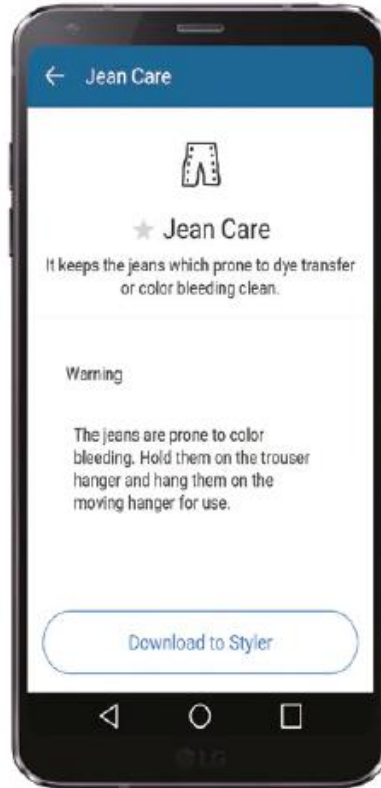 Jean Care
Jean Care
It keeps the jeans which prone to dye transfer
or color bleeding clean.
Warning
The jeans are prone to color
bleeding. Hold them on the trouser
hanger and hang them on the
moving hanger for use.
Download to Styler
LG